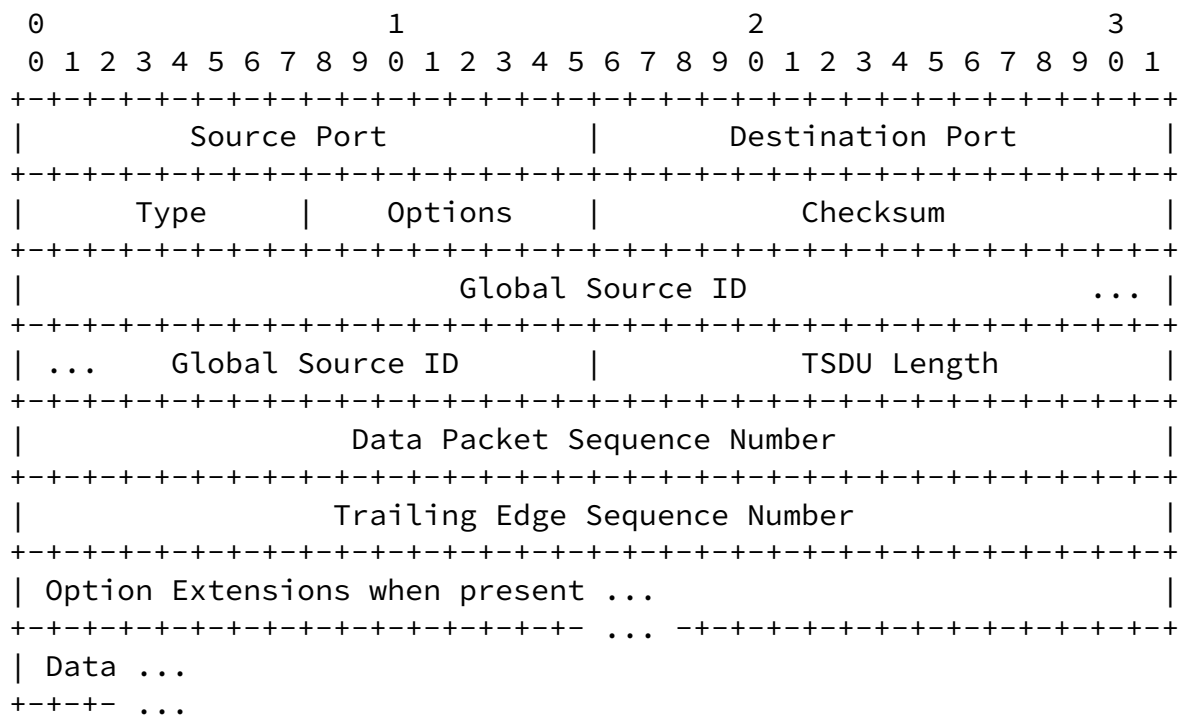 0                   1                   2                   3
 0 1 2 3 4 5 6 7 8 9 0 1 2 3 4 5 6 7 8 9 0 1 2 3 4 5 6 7 8 9 0 1
+-+-+-+-+-+-+-+-+-+-+-+-+-+-+-+-+-+-+-+-+-+-+-+-+-+-+-+-+-+-+-+-+
|         Source Port           |       Destination Port        |
+-+-+-+-+-+-+-+-+-+-+-+-+-+-+-+-+-+-+-+-+-+-+-+-+-+-+-+-+-+-+-+-+
|      Type     |    Options    |           Checksum            |
+-+-+-+-+-+-+-+-+-+-+-+-+-+-+-+-+-+-+-+-+-+-+-+-+-+-+-+-+-+-+-+-+
|                        Global Source ID                   ... |
+-+-+-+-+-+-+-+-+-+-+-+-+-+-+-+-+-+-+-+-+-+-+-+-+-+-+-+-+-+-+-+-+
| ...    Global Source ID       |           TSDU Length         |
+-+-+-+-+-+-+-+-+-+-+-+-+-+-+-+-+-+-+-+-+-+-+-+-+-+-+-+-+-+-+-+-+
|                  Data Packet Sequence Number                  |
+-+-+-+-+-+-+-+-+-+-+-+-+-+-+-+-+-+-+-+-+-+-+-+-+-+-+-+-+-+-+-+-+
|                 Trailing Edge Sequence Number                 |
+-+-+-+-+-+-+-+-+-+-+-+-+-+-+-+-+-+-+-+-+-+-+-+-+-+-+-+-+-+-+-+-+
| Option Extensions when present ...                            |
+-+-+-+-+-+-+-+-+-+-+-+-+-+-+-+- ... -+-+-+-+-+-+-+-+-+-+-+-+-+-+
| Data ...
+-+-+- ...